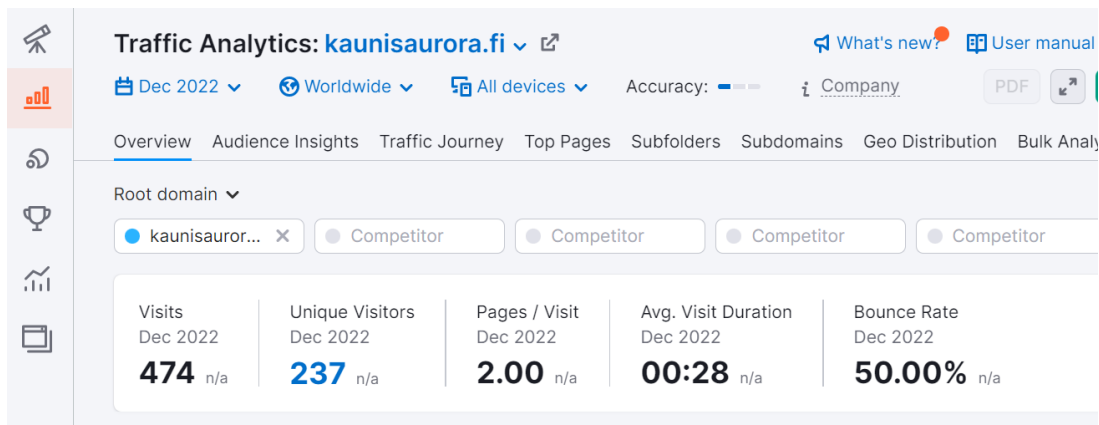 Traffic Analytics: kaunisaurora.fi
What's new?
User manual
Dec 2022
Worldwide
All devices
Accuracy:
i Company
PDF
Overview Audience Insights Traffic Journey Top Pages Subfolders Subdomains Geo Distribution Bulk Analy
Root domain
kaunisauror... Competitor Competitor Competitor Competitor
Visits Unique Visitors Pages / Visit Avg. Visit Duration Bounce Rate
Dec 2022 Dec 2022 Dec 2022 Dec 2022 Dec 2022
474 n/a 237 n/a 2.00 n/a 00:28 n/a 50.00% n/a